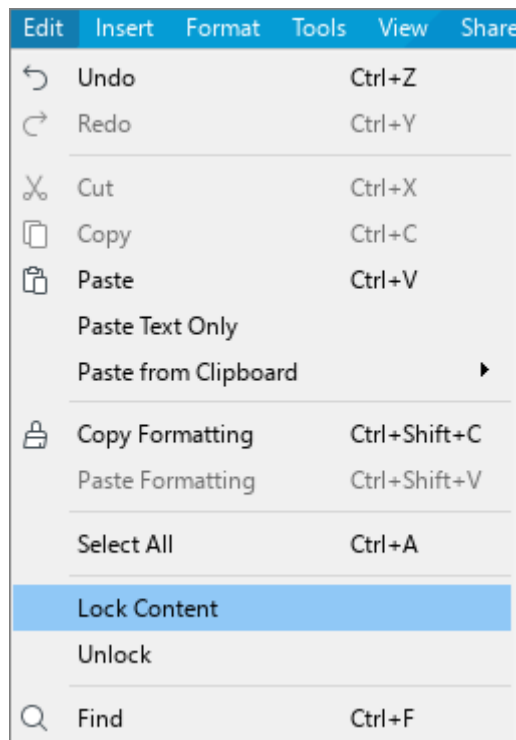 Edit Insert Format Tools View Share
Undo Ctrl+Z
Redo Ctrl+Y
Cut Ctrl+X
Copy Ctrl+C
Paste Ctrl+V
Paste Text Only
Paste from Clipboard
Copy Formatting Ctrl+Shift+C
Paste Formatting Ctrl+Shift+V
Select All Ctrl+A
Lock Content
Unlock
Find Ctrl+F